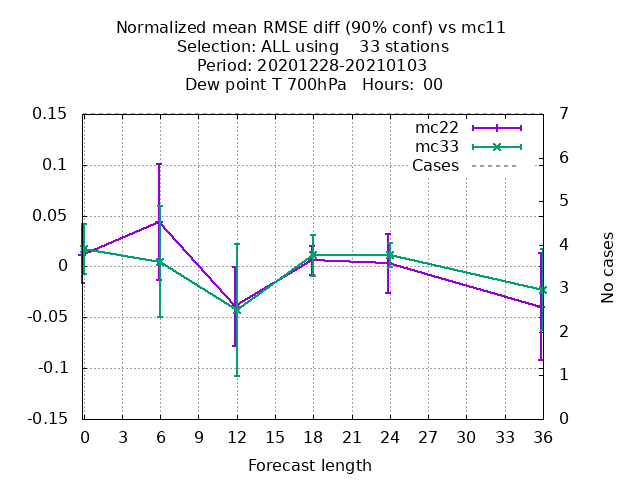 Normalized mean RMSE diff (90% conf) vs mc11
Selection: ALL using    33 stations
Period: 20201228-20210103
Dew point T 700hPa   Hours:  00
0.15
0.1
0.05
0
-0.05
-0.1
-0.15
mc22
mc33
Cases
7
6
5
4
3
2
1
0
No cases
0 3 6 9 12 15 18 21 24 27 30 33 36
Forecast length